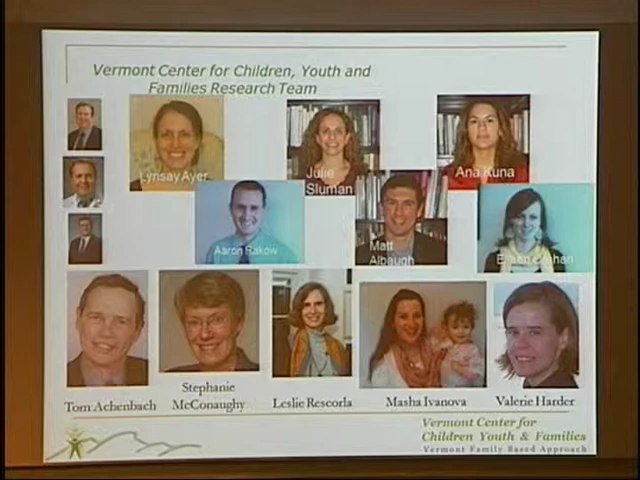 Vermont Center for Children, Youth and
Families Research Team
Lynsay Ayer
Julie
Sluman
Ana Kuna
Aaron Rakow
Matt
Albaugh
Tom Achenbach
Stephanie
McConaughy
Leslie Rescorla
Masha Ivanova
Valerie Harder
Vermont Center for
Children Youth & Families
Vermont Family Based Approach